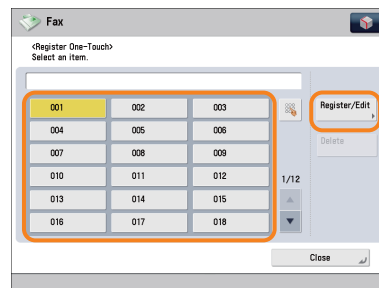 Fax
<Register One-Touch>
Select an item.
001 002 003
Register/Edit
004 005 006
Delete
007 008 009
010 011 012
1/12
013 014 015
016 017 018
Close